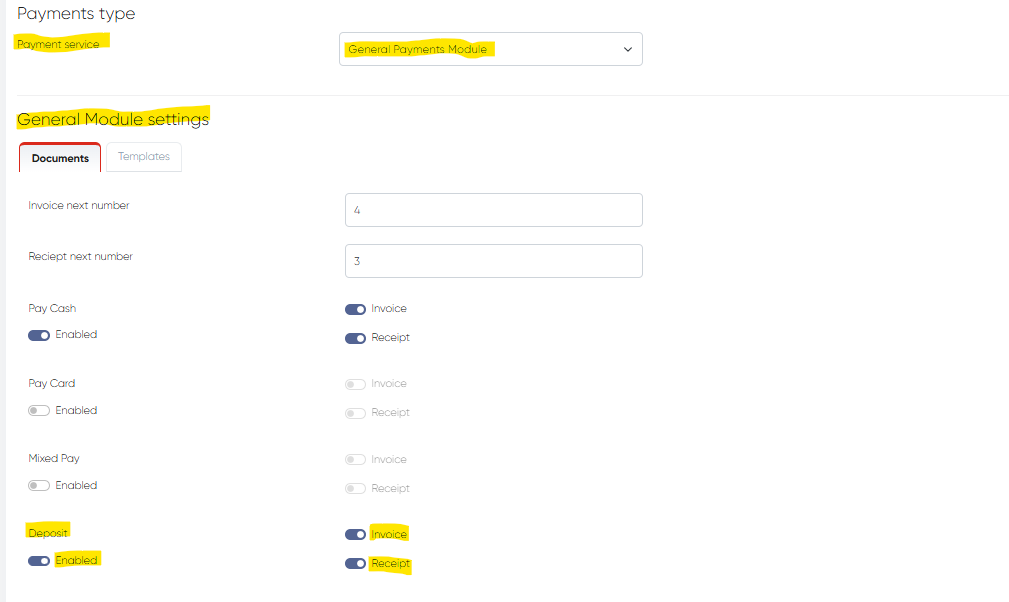 Payments type
Payment service
General Payments Module
General Module settings
Documents
Templates
Invoice next number
4
Reciept next number
3
Pay Cash
Invoice
Enabled
Receipt
Pay Card
Invoice
Enabled
Receipt
Mixed Pay
Invoice
Enabled
Receipt
Deposit
Invoice
Enabled
Receipt